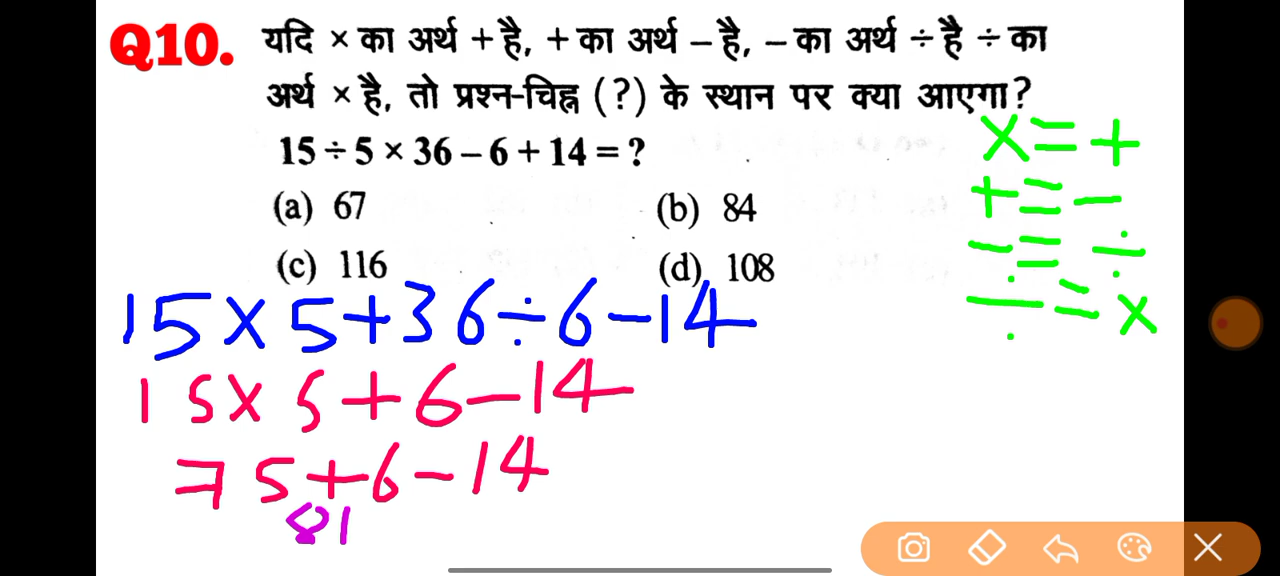 Q10. यदि × का अर्थ + है, + का अर्थ – है, – का अर्थ ÷ है ÷ का
अर्थ × है, तो प्रश्न-चिह्न (?) के स्थान पर क्या आएगा?
15 ÷ 5 × 36 – 6 + 14 = ?
(a) 67 (b) 84
(c) 116 (d) 108
× = +
+ = –
– = ÷
÷ = ×
15 × 5 + 36 ÷ 6 – 14
15 × 5 + 6 – 14
75 + 6 – 14
81